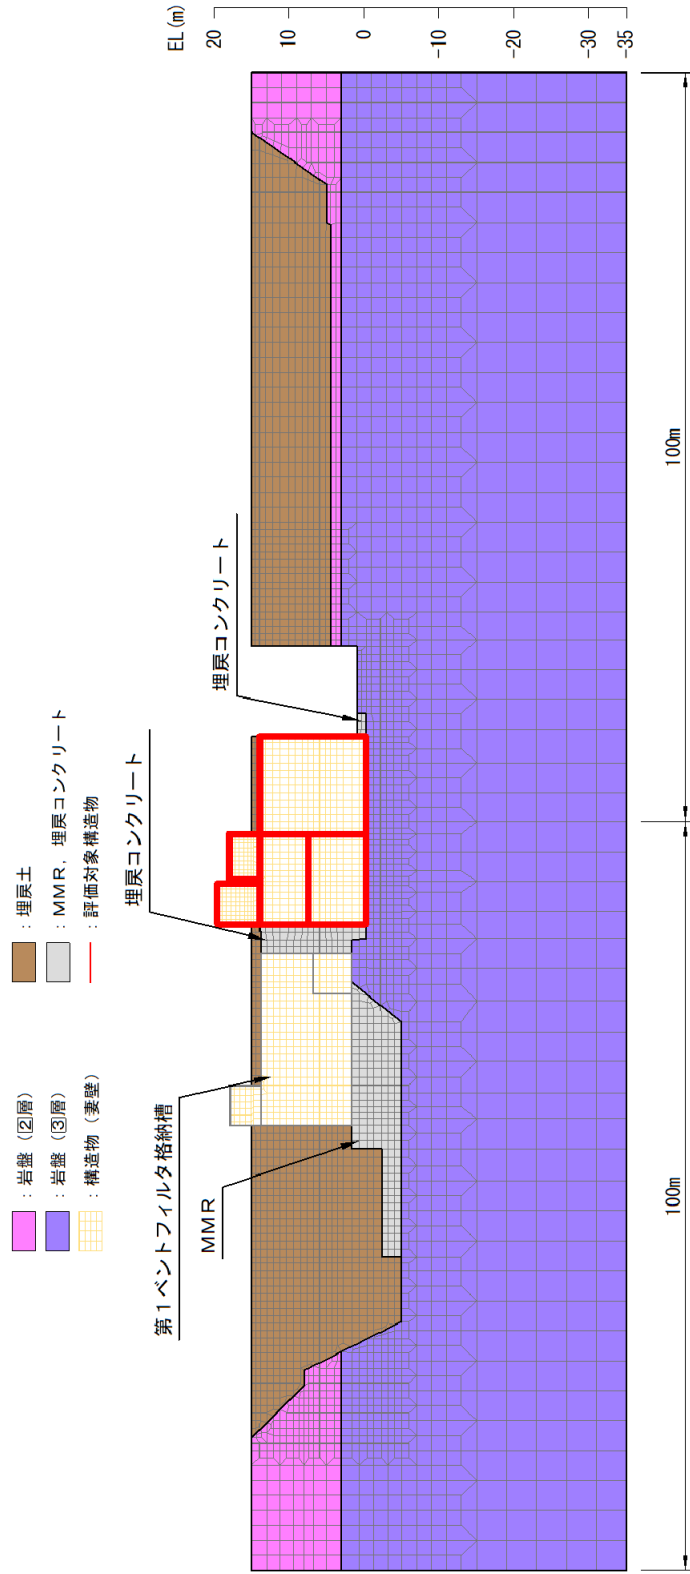 EL(m)
20
10
0
-10
-20
-30
-35
：岩盤（②層）
：岩盤（③層）
：構造物（妻壁）
：埋戻土
：ＭＭＲ，埋戻コンクリート
：評価対象構造物
第１ベントフィルタ格納槽
MMR
埋戻コンクリート
埋戻コンクリート
100m
100m